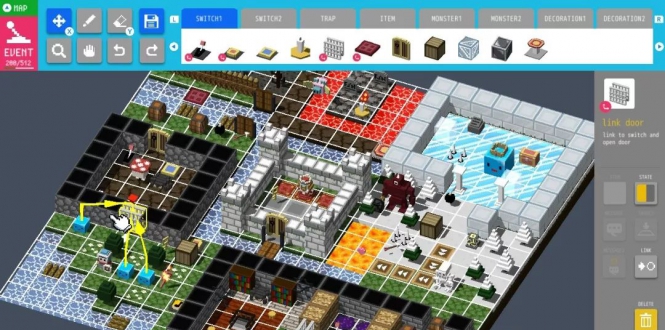 A MAP
L
SWITCH1
SWITCH2
TRAP
ITEM
MONSTER1
MONSTER2
DECORATION1
DECORATION2
R
EVENT
200/512
X
Y
link door
link to switch and
open door
STATE
LINK
DELETE